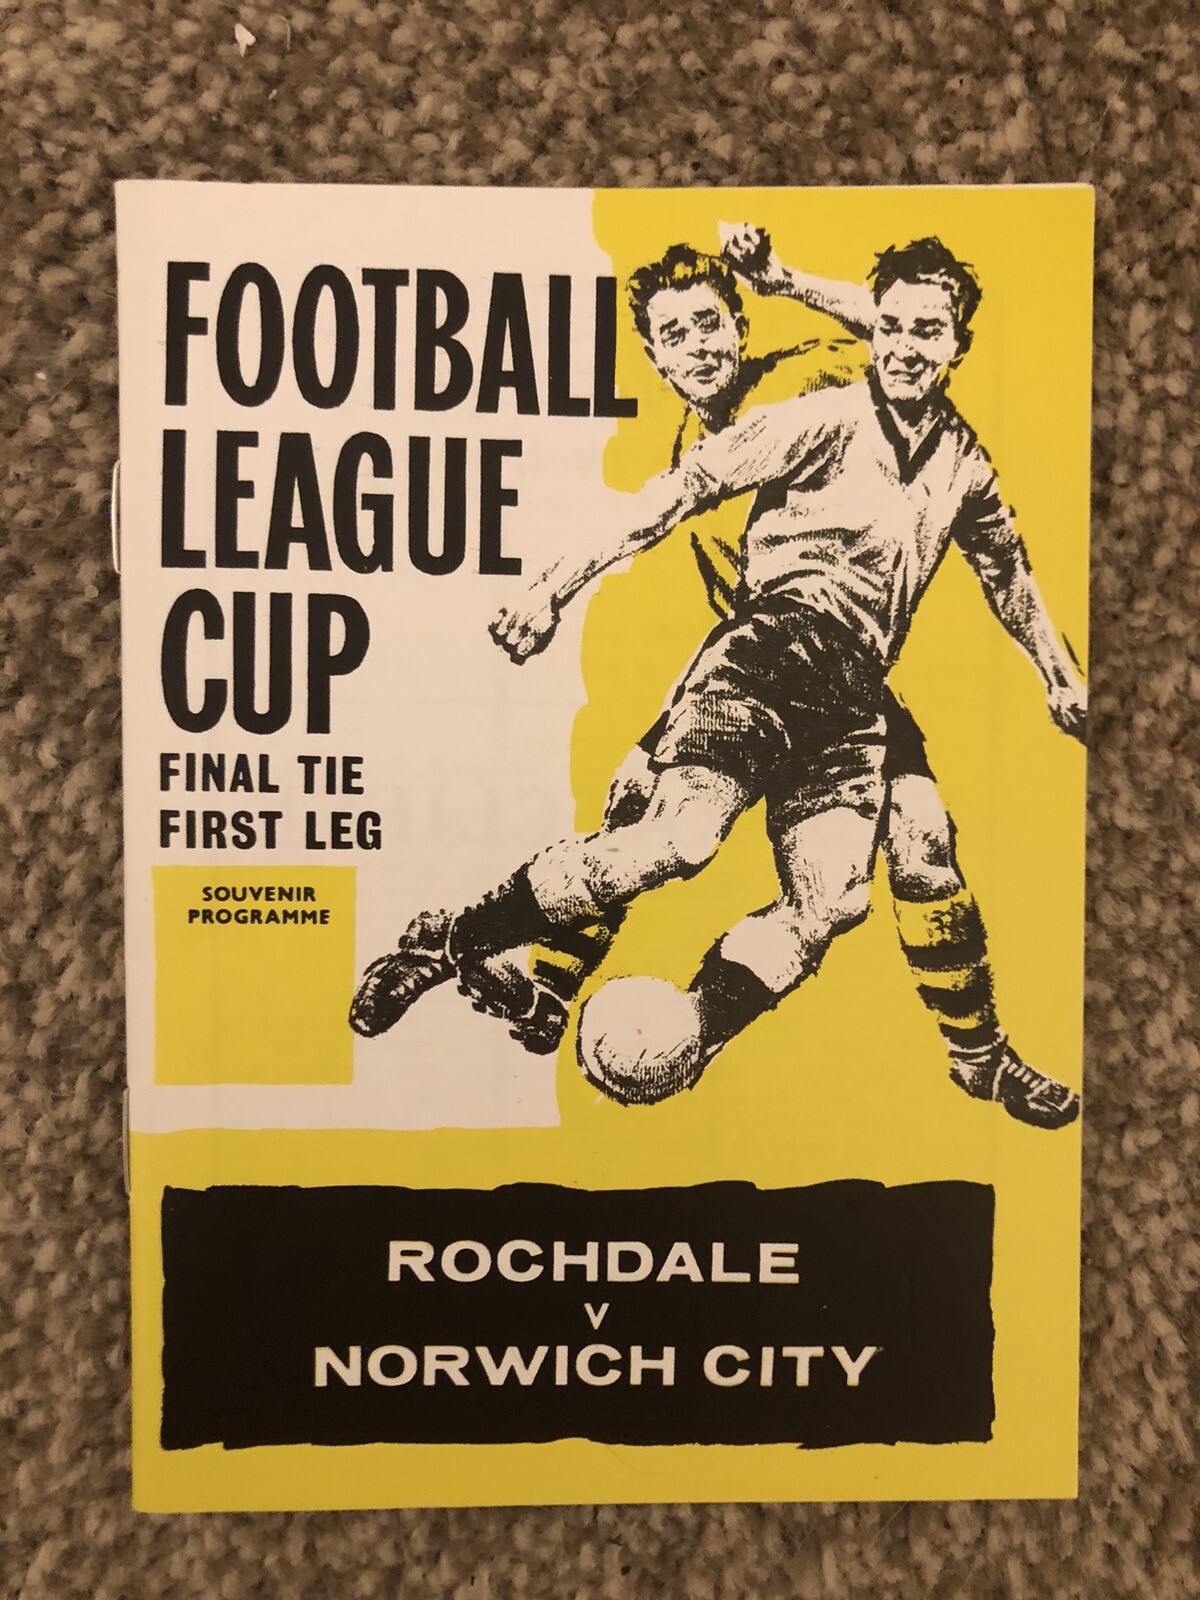 FOOTBALL
LEAGUE
CUP
FINAL TIE
FIRST LEG
SOUVENIR
PROGRAMME
ROCHDALE
V
NORWICH CITY